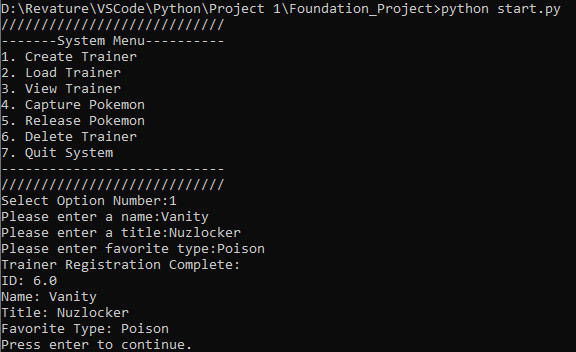 D:\Revature\VSCode\Python\Project 1\Foundation_Project>python start.py
////////////////////////////
-------System Menu----------
1. Create Trainer
2. Load Trainer
3. View Trainer
4. Capture Pokemon
5. Release Pokemon
6. Delete Trainer
7. Quit System
----------------------------
////////////////////////////
Select Option Number:1
Please enter a name:Vanity
Please enter a title:Nuzlocker
Please enter favorite type:Poison
Trainer Registration Complete:
ID: 6.0
Name: Vanity
Title: Nuzlocker
Favorite Type: Poison
Press enter to continue.